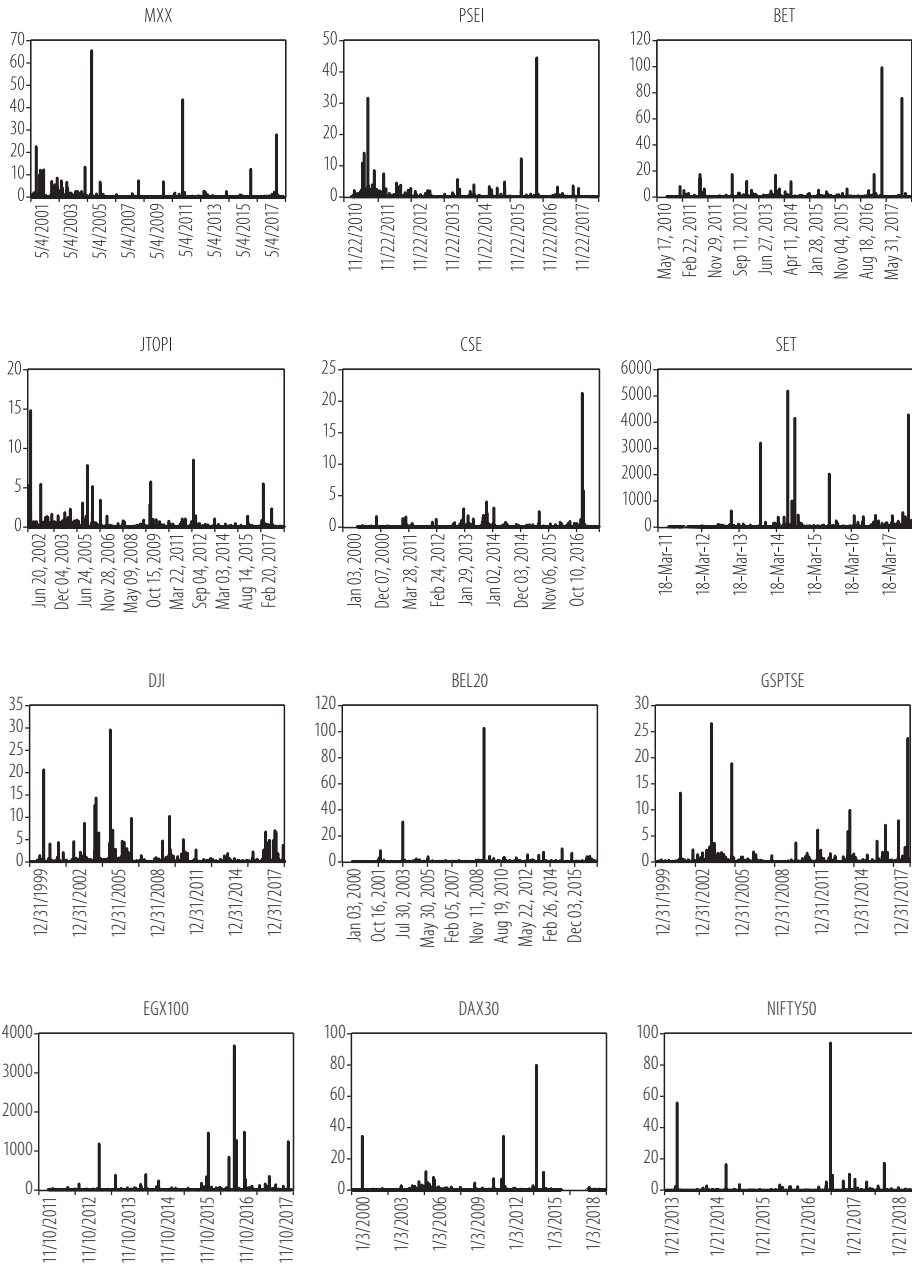 MXX
70
60
50
40
30
20
10
0
5/4/2001
5/4/2003
5/4/2005
5/4/2007
5/4/2009
5/4/2011
5/4/2013
5/4/2015
5/4/2017
PSEI
50
40
30
20
10
0
11/22/2010
11/22/2011
11/22/2012
11/22/2013
11/22/2014
11/22/2015
11/22/2016
11/22/2017
BET
120
100
80
60
40
20
0
May 17, 2010
Feb 22, 2011
Nov 29, 2011
Sep 11, 2012
Jun 27, 2013
Apr 11, 2014
Jan 28, 2015
Nov 04, 2015
Aug 18, 2016
May 31, 2017
JTOPI
20
15
10
5
0
Jun 20, 2002
Dec 04, 2003
Jun 24, 2005
Nov 28, 2006
May 09, 2008
Oct 15, 2009
Mar 22, 2011
Sep 04, 2012
Mar 03, 2014
Aug 14, 2015
Feb 20, 2017
CSE
25
20
15
10
5
0
Jan 03, 2000
Dec 07, 2000
Mar 28, 2011
Feb 24, 2012
Jan 29, 2013
Jan 02, 2014
Dec 03, 2014
Nov 06, 2015
Oct 10, 2016
SET
6000
5000
4000
3000
2000
1000
0
18-Mar-11
18-Mar-12
18-Mar-13
18-Mar-14
18-Mar-15
18-Mar-16
18-Mar-17
DJI
35
30
25
20
15
10
5
0
12/31/1999
12/31/2002
12/31/2005
12/31/2008
12/31/2011
12/31/2014
12/31/2017
BEL20
120
100
80
60
40
20
0
Jan 03, 2000
Oct 16, 2001
Jul 30, 2003
May 30, 2005
Feb 05, 2007
Nov 11, 2008
Aug 19, 2010
May 22, 2012
Feb 26, 2014
Dec 03, 2015
GSPTSE
30
25
20
15
10
5
0
12/31/1999
12/31/2002
12/31/2005
12/31/2008
12/31/2011
12/31/2014
12/31/2017
EGX100
4000
3000
2000
1000
0
11/10/2011
11/10/2012
11/10/2013
11/10/2014
11/10/2015
11/10/2016
11/10/2017
DAX30
100
80
60
40
20
0
1/3/2000
1/3/2003
1/3/2006
1/3/2009
1/3/2012
1/3/2015
1/3/2018
NIFTY50
100
80
60
40
20
0
1/21/2013
1/21/2014
1/21/2015
1/21/2016
1/21/2017
1/21/2018